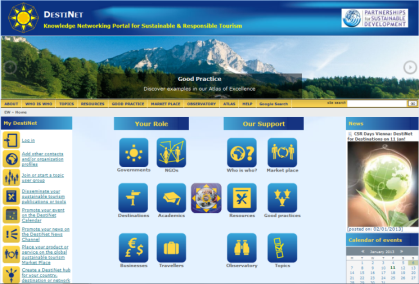 DESTINET
Knowledge Networking Portal for Sustainable & Responsible Tourism
PARTNERSHIPS
for SUSTAINABLE
DEVELOPMENT
Good Practice
Discover examples in our Atlas of Excellence
ABOUT WHO IS WHO TOPICS RESOURCES GOOD PRACTICE MARKET PLACE OBSERVATORY ATLAS HELP Google Search
site search
Home
My DestiNet
Log in
Add other contacts
and/or organization
profiles
Join or start a topic
user group
Disseminate your
sustainable tourism
publications or tools
Promote your event
on the DestiNet
Calendar
Promote your news on
the DestiNet News
Channel
Place your product or
service on the global
sustainable tourism
Market Place
Create a DestiNet hub
for your country,
destination or network
Your Role
Governments
NGOs
Destinations
Academics
£
€ $
Businesses
Travellers
Our Support
Who is who?
Market place
Resources
Good practices
Observatory
Topics
News
CSR Days Vienna: DestiNet
for Destinations on 11 Jan!
[posted on: 02/01/2013]
Calendar of events
January 2013